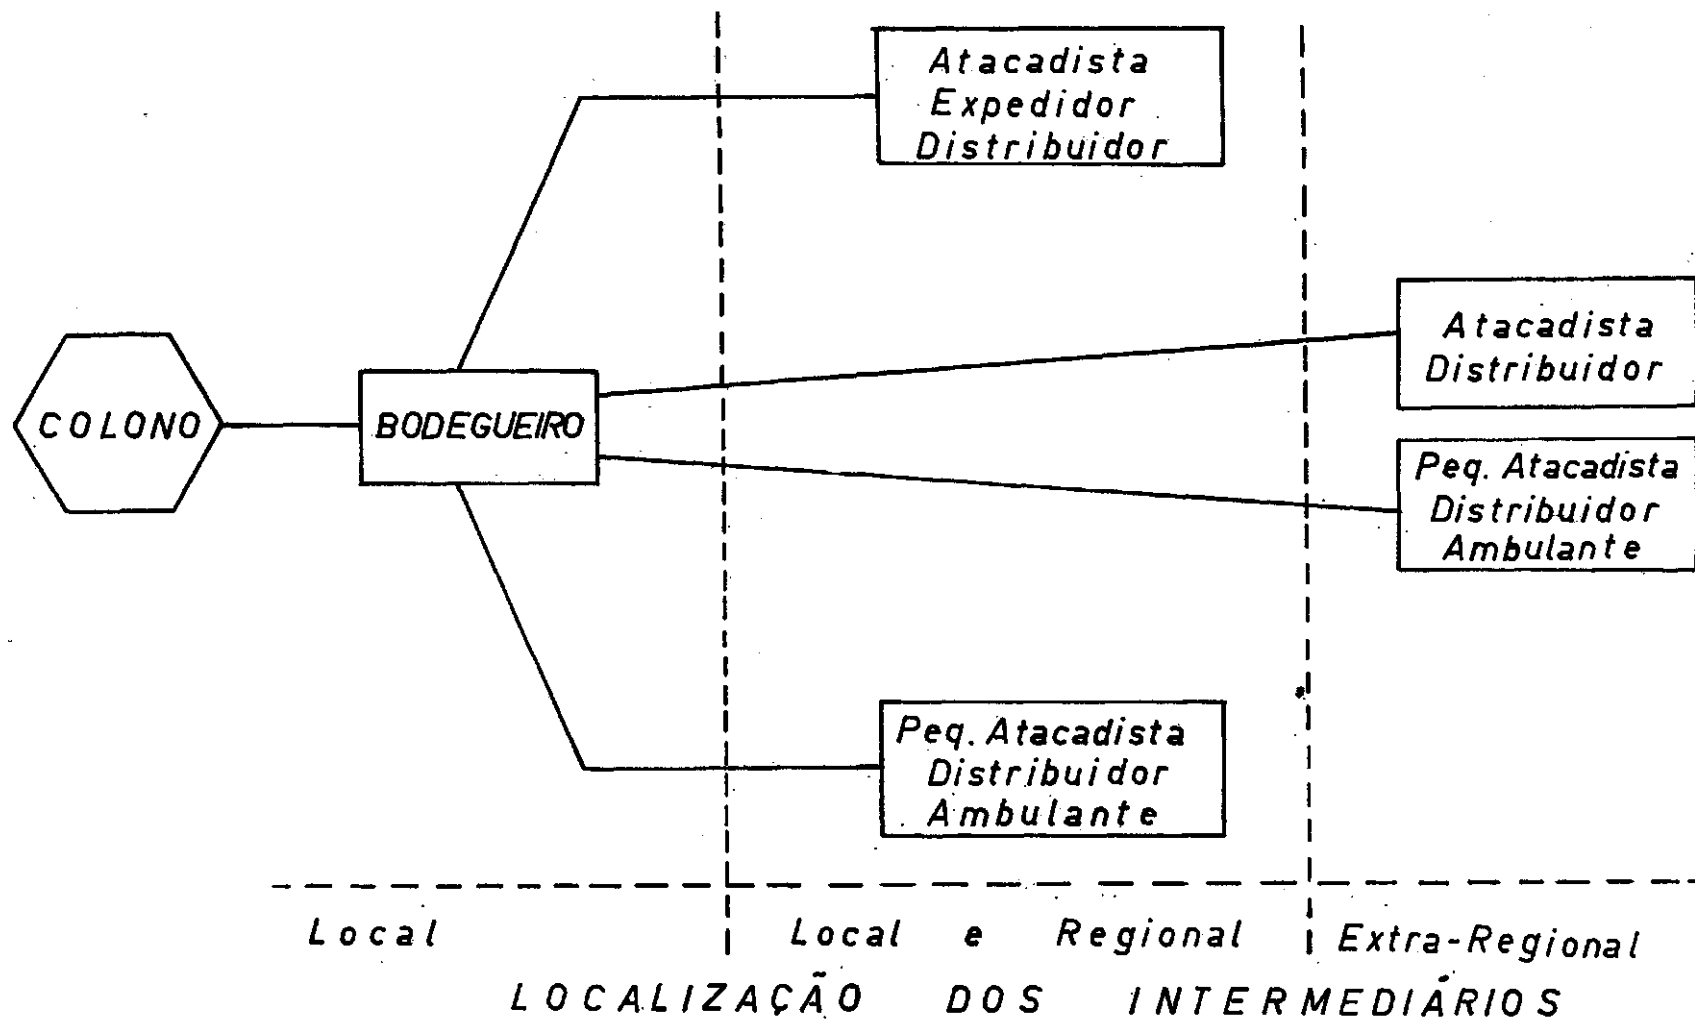 Atacadista
Expedidor
Distribuidor
Atacadista
Distribuidor
COLONO
BODEGUEIRO
Peq. Atacadista
Distribuidor
Ambulante
Peq. Atacadista
Distribuidor
Ambulante
Local
Local e Regional
Extra-Regional
LOCALIZAÇÃO DOS INTERMEDIÁRIOS